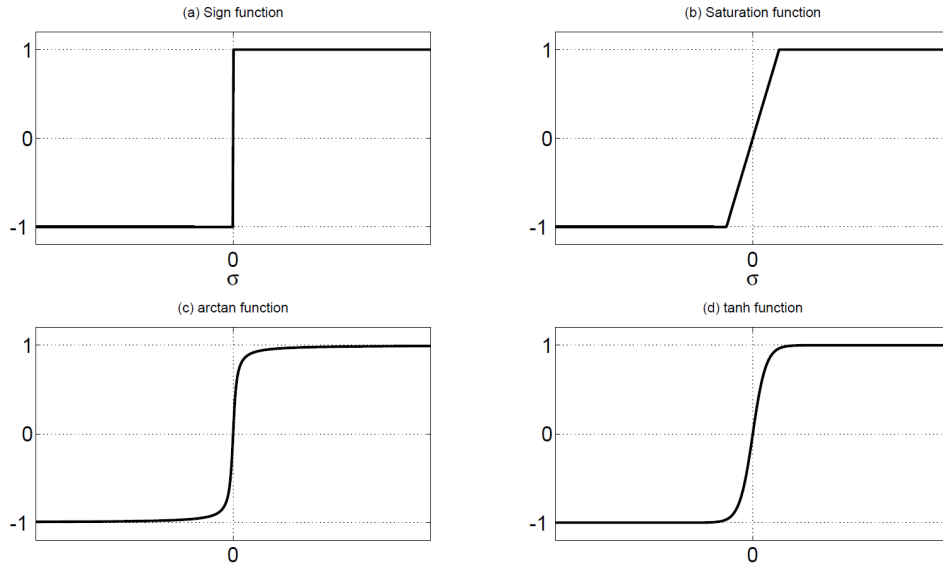 (a) Sign function
1
0
-1
0
σ
(b) Saturation function
1
0
-1
0
σ
(c) arctan function
1
0
-1
0
(d) tanh function
1
0
-1
0